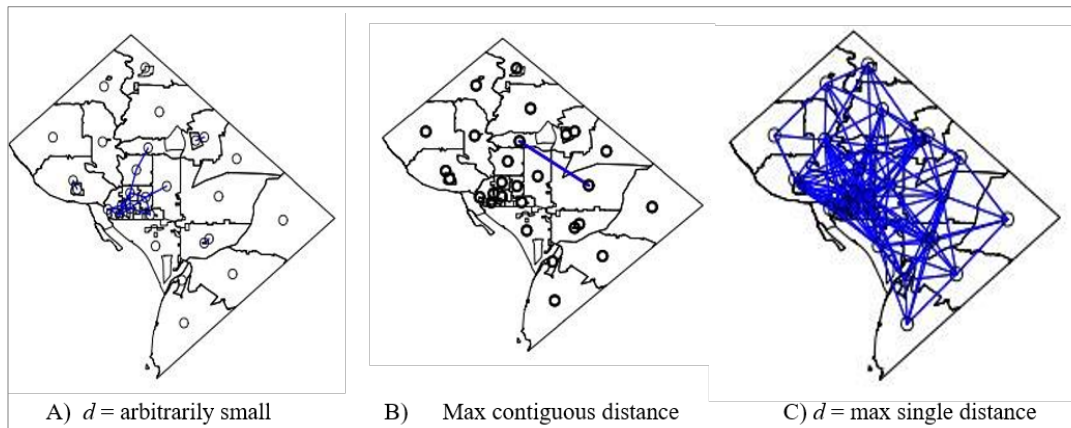 A) d = arbitrarily small
B) Max contiguous distance
C) d = max single distance